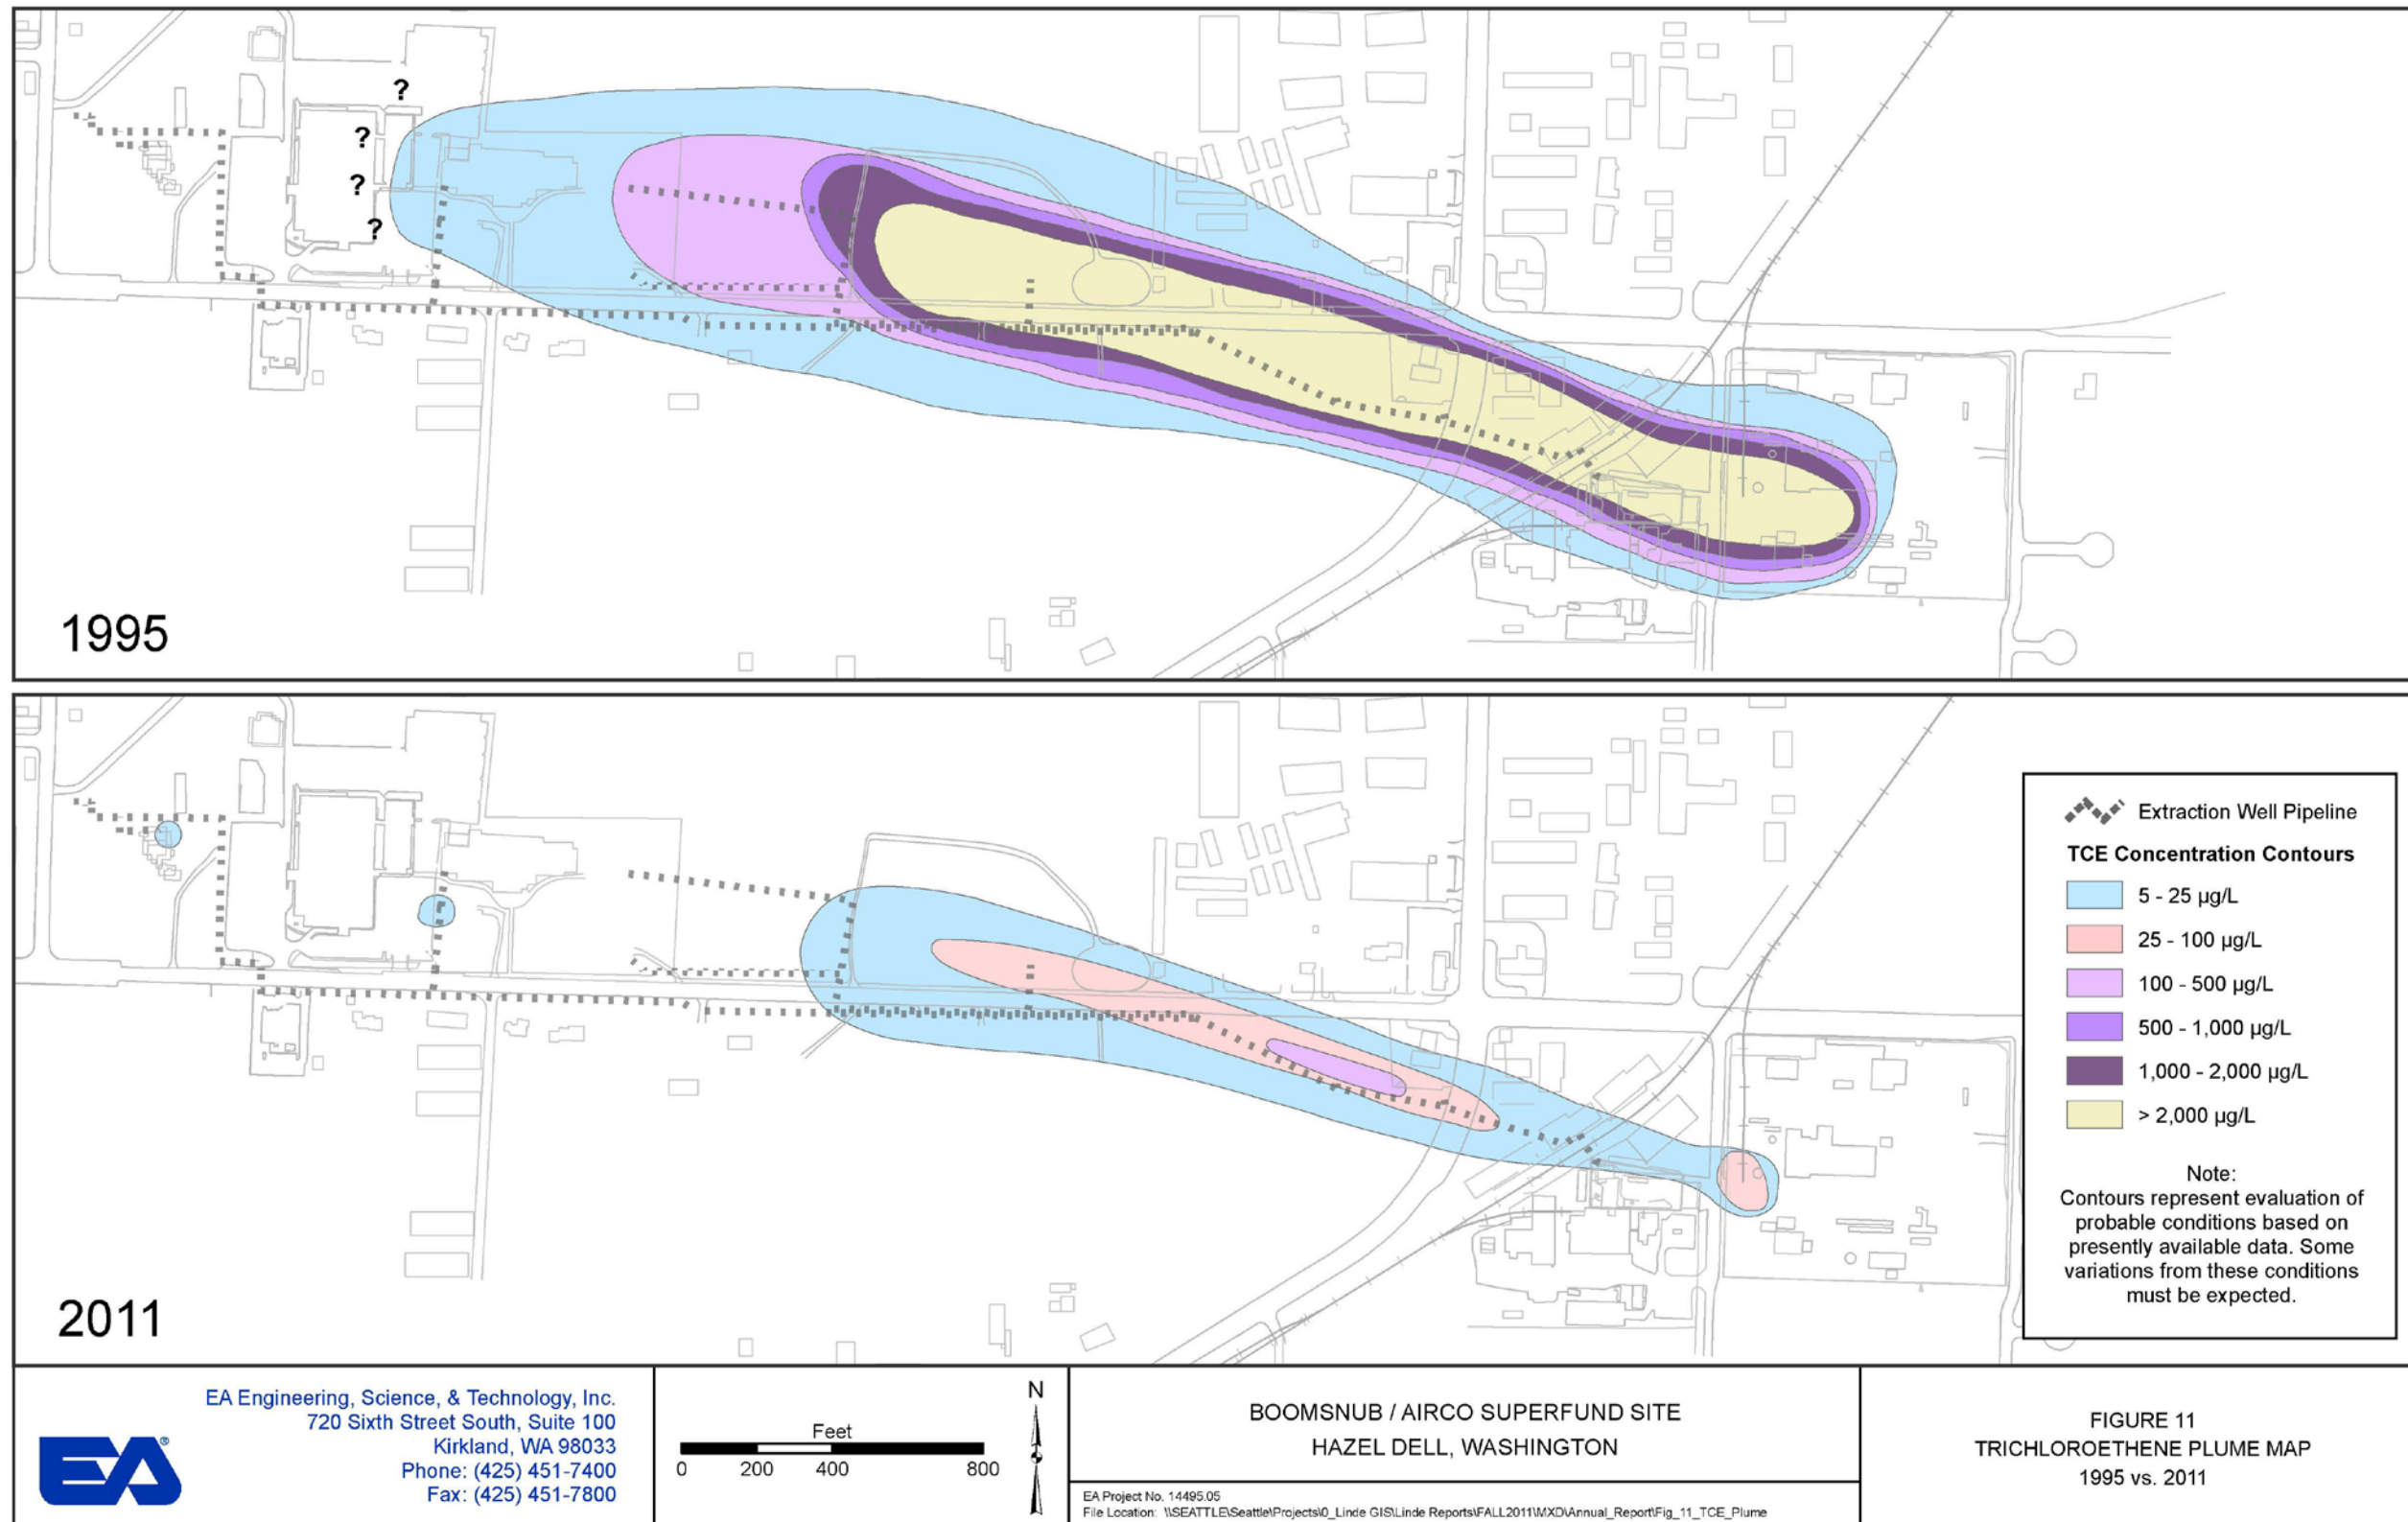 ?
?
?
?
1995
2011
Extraction Well Pipeline
TCE Concentration Contours
5 - 25 µg/L
25 - 100 µg/L
100 - 500 µg/L
500 - 1,000 µg/L
1,000 - 2,000 µg/L
> 2,000 µg/L
Note:
Contours represent evaluation of
probable conditions based on
presently available data. Some
variations from these conditions
must be expected.
EA®
EA Engineering, Science, & Technology, Inc.
720 Sixth Street South, Suite 100
Kirkland, WA 98033
Phone: (425) 451-7400
Fax: (425) 451-7800
Feet
0 200 400 800
N
BOOMSNUB / AIRCO SUPERFUND SITE
HAZEL DELL, WASHINGTON
EA Project No. 14495.05
File Location: \\SEATTLE\Seattle\Projects\0_Linde GIS\Linde Reports\FALL2011\MXD\Annual_Report\Fig_11_TCE_Plume
FIGURE 11
TRICHLOROETHENE PLUME MAP
1995 vs. 2011